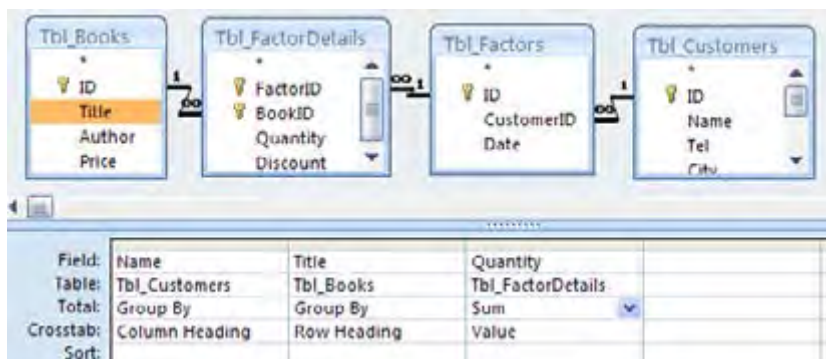 Tbl_Books
*
ID
Title
Author
Price
1
∞
Tbl_FactorDetails
*
FactorID
BookID
Quantity
Discount
∞
1
Tbl_Factors
*
ID
CustomerID
Date
1
∞
Tbl_Customers
*
ID
Name
Tel
City
Field: Name Title Quantity
Table: Tbl_Customers Tbl_Books Tbl_FactorDetails
Total: Group By Group By Sum
Crosstab: Column Heading Row Heading Value
Sort: